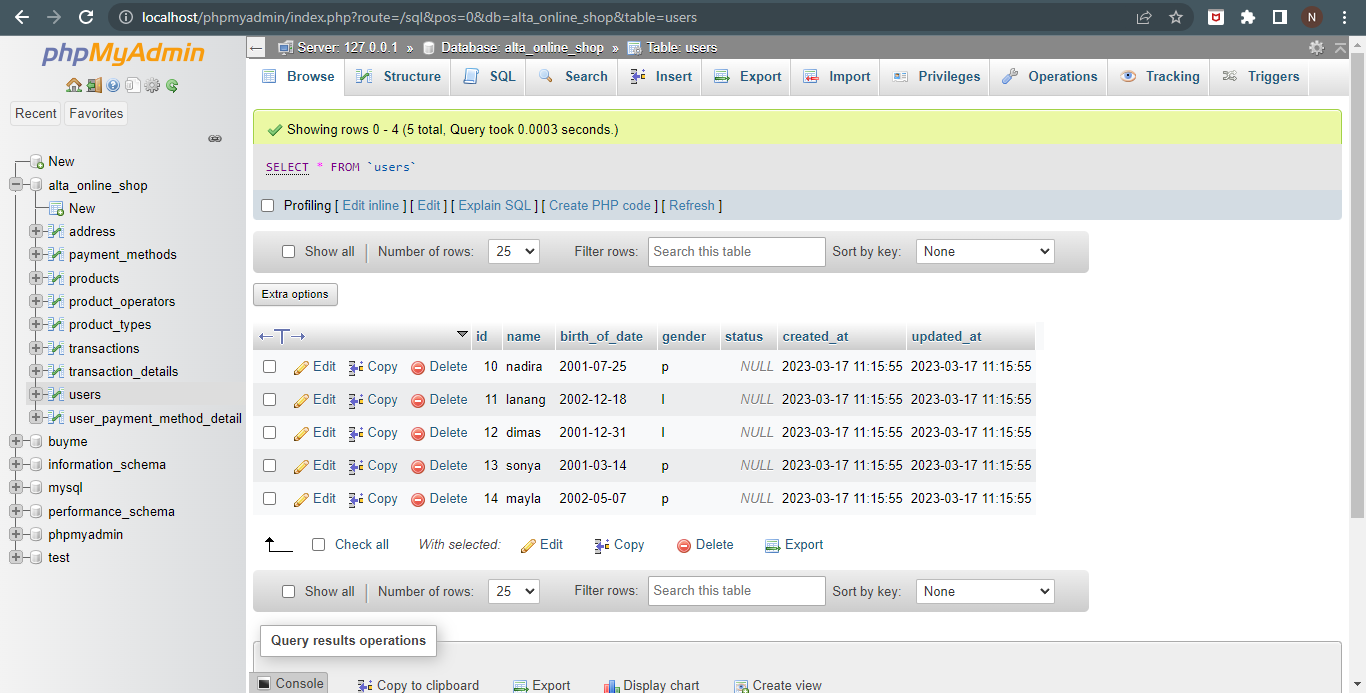 localhost/phpmyadmin/index.php?route=/sql&pos=0&db=alta_online_shop&table=users
N
phpMyAdmin
Recent Favorites
New
alta_online_shop
New
address
payment_methods
products
product_operators
product_types
transactions
transaction_details
users
user_payment_method_detail
buyme
information_schema
mysql
performance_schema
phpmyadmin
test
Server: 127.0.0.1 » Database: alta_online_shop » Table: users
Browse Structure SQL Search Insert Export Import Privileges Operations Tracking Triggers
Showing rows 0 - 4 (5 total, Query took 0.0003 seconds.)
SELECT * FROM `users`
Profiling [ Edit inline ] [ Edit ] [ Explain SQL ] [ Create PHP code ] [ Refresh ]
Show all Number of rows: 25 Filter rows: Search this table Sort by key: None
Extra options
←T→ id name birth_of_date gender status created_at updated_at
Edit Copy Delete 10 nadira 2001-07-25 p NULL 2023-03-17 11:15:55 2023-03-17 11:15:55
Edit Copy Delete 11 lanang 2002-12-18 l NULL 2023-03-17 11:15:55 2023-03-17 11:15:55
Edit Copy Delete 12 dimas 2001-12-31 l NULL 2023-03-17 11:15:55 2023-03-17 11:15:55
Edit Copy Delete 13 sonya 2001-03-14 p NULL 2023-03-17 11:15:55 2023-03-17 11:15:55
Edit Copy Delete 14 mayla 2002-05-07 p NULL 2023-03-17 11:15:55 2023-03-17 11:15:55
Check all With selected: Edit Copy Delete Export
Show all Number of rows: 25 Filter rows: Search this table Sort by key: None
Query results operations
Console Copy to clipboard Export Display chart Create view